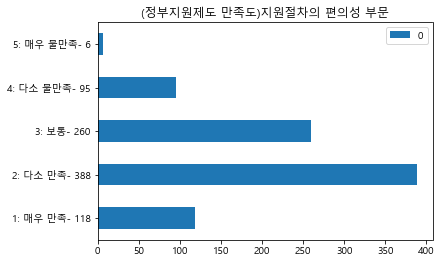 (정부지원제도 만족도)지원절차의 편의성 부문
0
5: 매우 불만족- 6
4: 다소 불만족- 95
3: 보통- 260
2: 다소 만족- 388
1: 매우 만족- 118
0 50 100 150 200 250 300 350 400